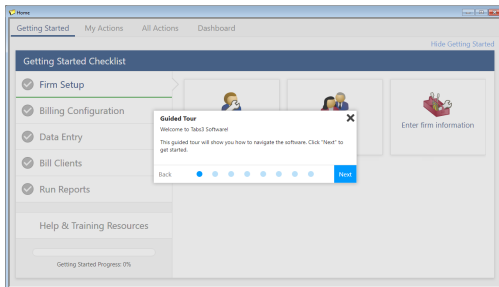 Home
Getting Started My Actions All Actions Dashboard
Hide Getting Started
Getting Started Checklist
Firm Setup
Billing Configuration
Data Entry
Bill Clients
Run Reports
Help & Training Resources
Getting Started Progress: 0%
Enter firm information
Guided Tour
Welcome to Tabs3 Software!
This guided tour will show you how to navigate the software. Click "Next" to
get started.
Back Next